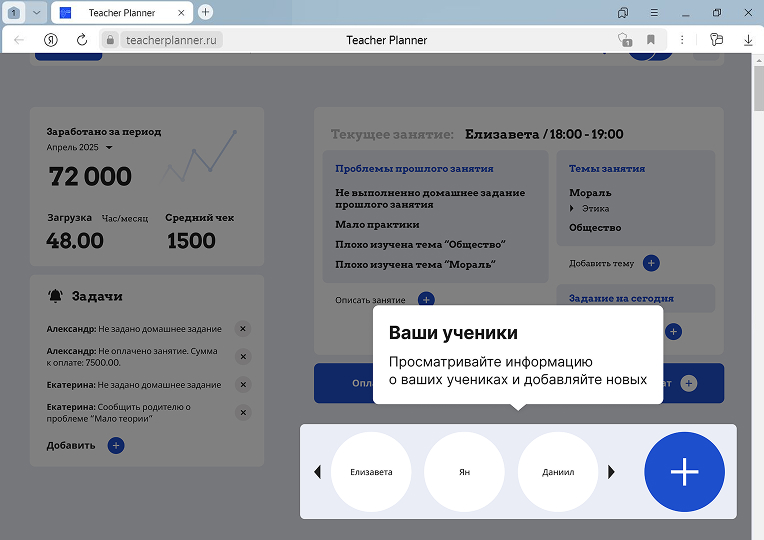 1
Teacher Planner
teacherplanner.ru
Teacher Planner
1
Заработано за период
Апрель 2025
72 000
Загрузка Час/месяц
Средний чек
48.00
1500
Задачи
Александр: Не задано домашнее задание
Александр: Не оплачено занятие. Сумма
к оплате: 7500.00.
Екатерина: Не задано домашнее задание
Екатерина: Сообщить родителю о
проблеме “Мало теории”
Добавить
Текущее занятие: Елизавета / 18:00 - 19:00
Проблемы прошлого занятия
Не выполненно домашнее задание
прошлого занятия
Мало практики
Плохо изучена тема “Общество”
Плохо изучена тема “Мораль”
Описать занятие
Темы занятия
Мораль
Этика
Общество
Добавить тему
Задание на сегодня
Ваши ученики
Просматривайте информацию
о ваших учениках и добавляйте новых
Елизавета
Ян
Даниил